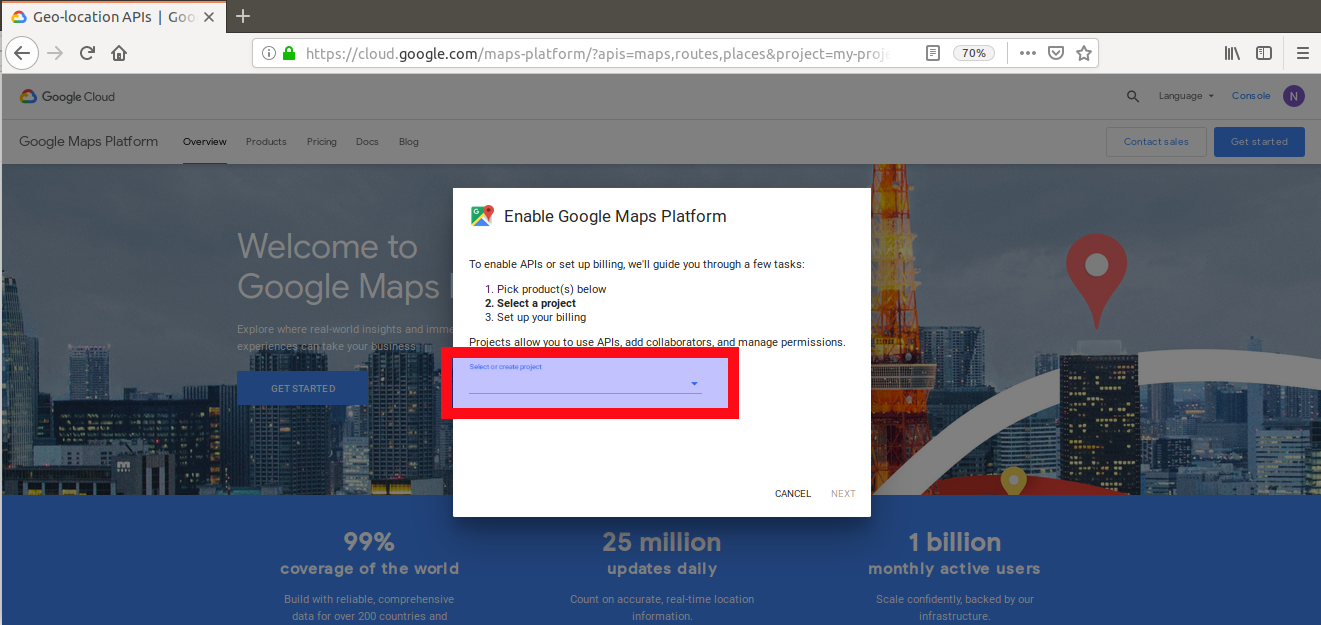 Geo-location APIs | Goo
https://cloud.google.com/maps-platform/?apis=maps,routes,places&project=my-proje
70%
Google Cloud
Language
Console
N
Google Maps Platform
Overview
Products
Pricing
Docs
Blog
Contact sales
Get started
Welcome to
Google Maps
Explore where real-world insights and imme
experiences can take your business
GET STARTED
G
Enable Google Maps Platform
To enable APIs or set up billing, we'll guide you through a few tasks:
1. Pick product(s) below
2. Select a project
3. Set up your billing
Projects allow you to use APIs, add collaborators, and manage permissions.
Select or create project
CANCEL
NEXT
99%
coverage of the world
Build with reliable, comprehensive
data for over 200 countries and
25 million
updates daily
Count on accurate, real-time location
information.
1 billion
monthly active users
Scale confidently, backed by our
infrastructure.